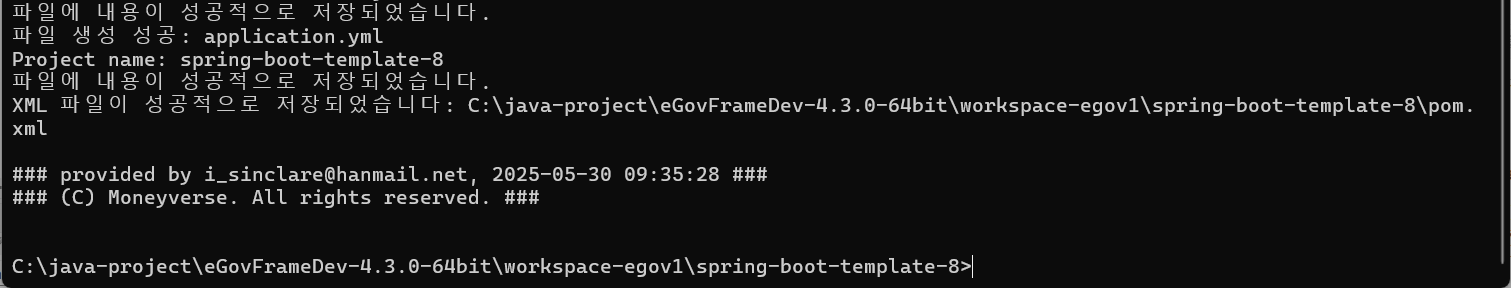 파일에 내용이 성공적으로 저장되었습니다.
파일 생성 성공: application.yml
Project name: spring-boot-template-8
파일에 내용이 성공적으로 저장되었습니다.
XML 파일이 성공적으로 저장되었습니다: C:\java-project\eGovFrameDev-4.3.0-64bit\workspace-egov1\spring-boot-template-8\pom.
xml
### provided by i_sinclare@hanmail.net, 2025-05-30 09:35:28 ###
### (C) Moneyverse. All rights reserved. ###
C:\java-project\eGovFrameDev-4.3.0-64bit\workspace-egov1\spring-boot-template-8>